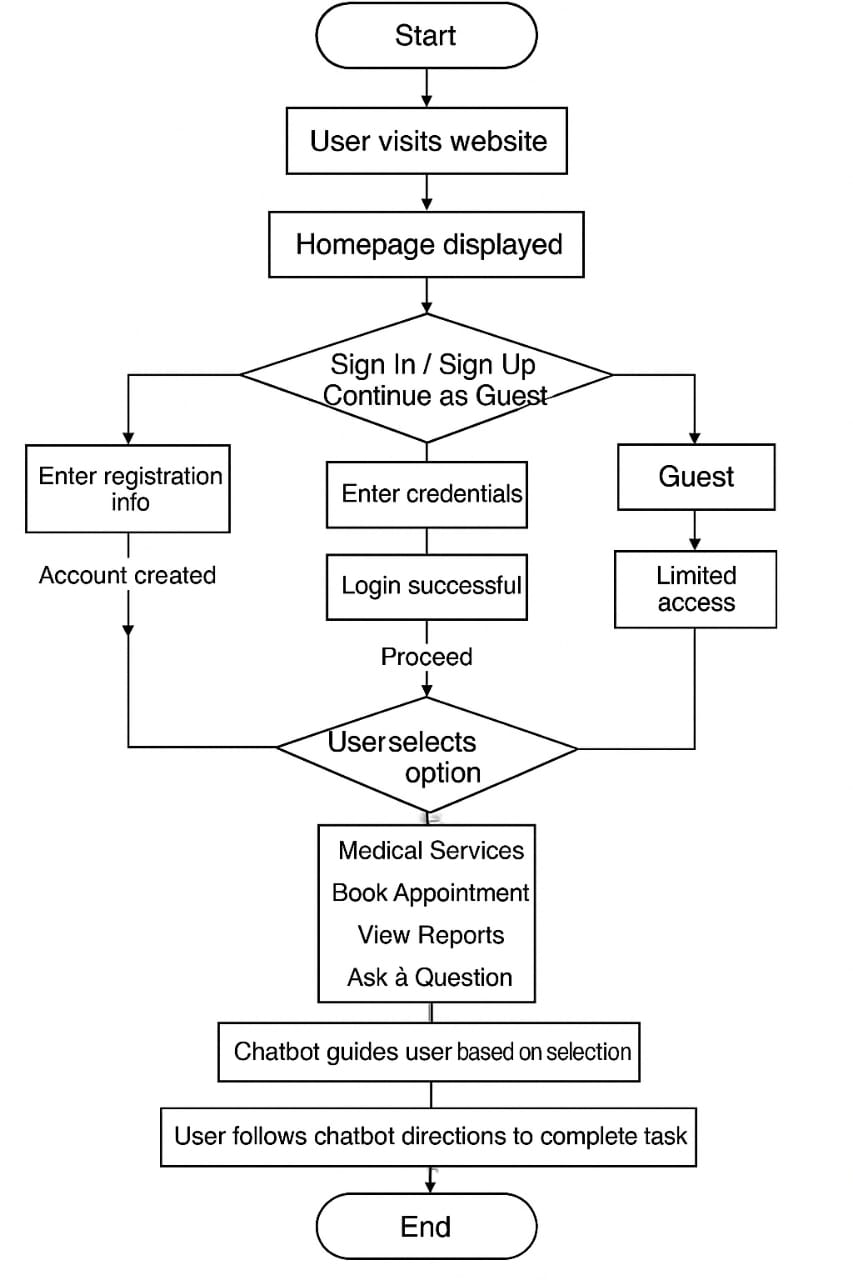 Start
User visits website
Homepage displayed
Sign In / Sign Up
Continue as Guest
Enter registration
info
Account created
Enter credentials
Login successful
Proceed
Guest
Limited
access
User selects
option
Medical Services
Book Appointment
View Reports
Ask à Question
Chatbot guides user based on selection
User follows chatbot directions to complete task
End